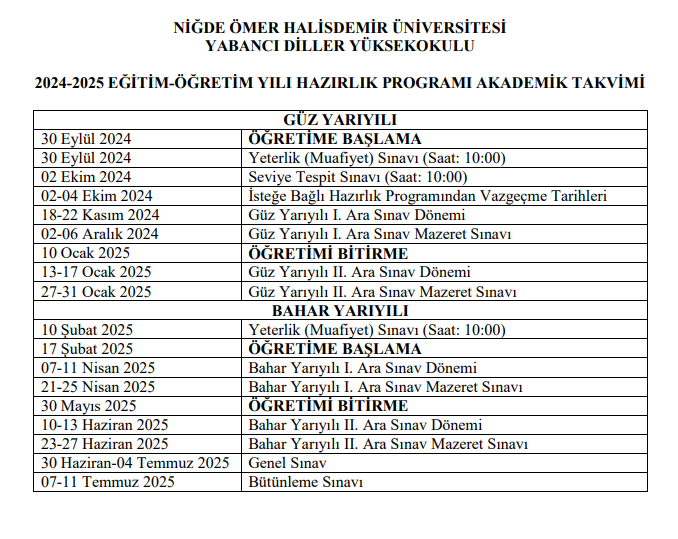 NİĞDE ÖMER HALİSDEMİR ÜNİVERSİTESİ
YABANCI DİLLER YÜKSEKOKULU
2024-2025 EĞİTİM-ÖĞRETİM YILI HAZIRLIK PROGRAMI AKADEMİK TAKVİMİ
GÜZ YARIYILI
30 Eylül 2024 ÖĞRETİME BAŞLAMA
30 Eylül 2024 Yeterlik (Muafiyet) Sınavı (Saat: 10:00)
02 Ekim 2024 Seviye Tespit Sınavı (Saat: 10:00)
02-04 Ekim 2024 İsteğe Bağlı Hazırlık Programından Vazgeçme Tarihleri
18-22 Kasım 2024 Güz Yarıyılı I. Ara Sınav Dönemi
02-06 Aralık 2024 Güz Yarıyılı I. Ara Sınav Mazeret Sınavı
10 Ocak 2025 ÖĞRETİMİ BİTİRME
13-17 Ocak 2025 Güz Yarıyılı II. Ara Sınav Dönemi
27-31 Ocak 2025 Güz Yarıyılı II. Ara Sınav Mazeret Sınavı
BAHAR YARIYILI
10 Şubat 2025 Yeterlik (Muafiyet) Sınavı (Saat: 10:00)
17 Şubat 2025 ÖĞRETİME BAŞLAMA
07-11 Nisan 2025 Bahar Yarıyılı I. Ara Sınav Dönemi
21-25 Nisan 2025 Bahar Yarıyılı I. Ara Sınav Mazeret Sınavı
30 Mayıs 2025 ÖĞRETİMİ BİTİRME
10-13 Haziran 2025 Bahar Yarıyılı II. Ara Sınav Dönemi
23-27 Haziran 2025 Bahar Yarıyılı II. Ara Sınav Mazeret Sınavı
30 Haziran-04 Temmuz 2025 Genel Sınav
07-11 Temmuz 2025 Bütünleme Sınavı